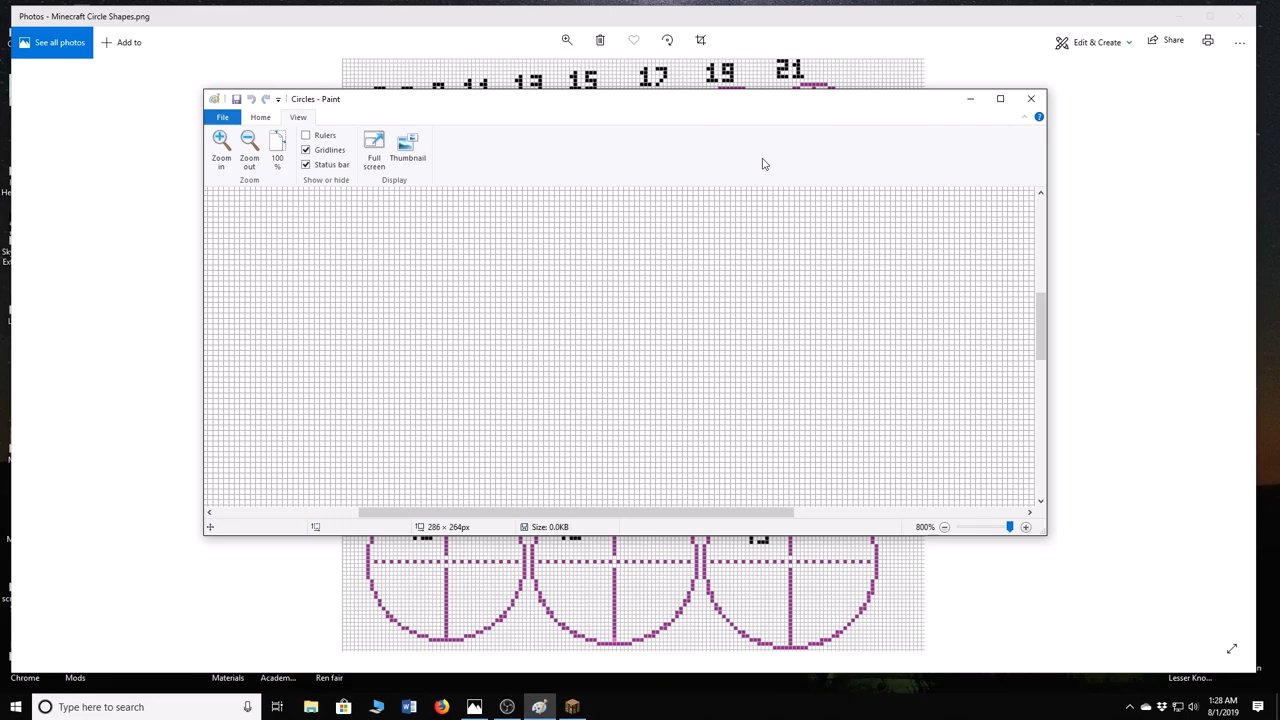 Photos - Minecraft Circle Shapes.png
See all photos
Add to
Edit & Create
Share
11 13 15 17 19 21
Circles - Paint
File Home View
Zoom in
Zoom out
100 %
Rulers
Gridlines
Status bar
Full screen
Thumbnail
Zoom
Show or hide
Display
286 × 264px
Size: 0.0KB
800%
Chrome
Mods
Materials
Academ...
Ren fair
Lesser Kno...
Type here to search
1:28 AM
8/1/2019